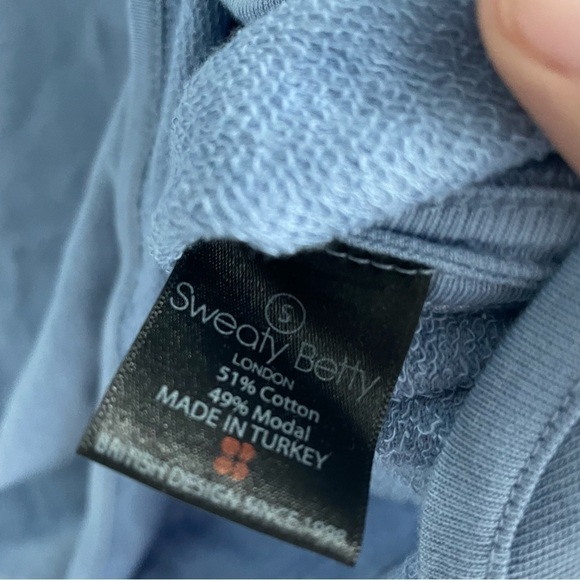 S
Sweaty Betty
LONDON
51% Cotton
49% Modal
MADE IN TURKEY
BRITISH DESIGN SINCE 1998